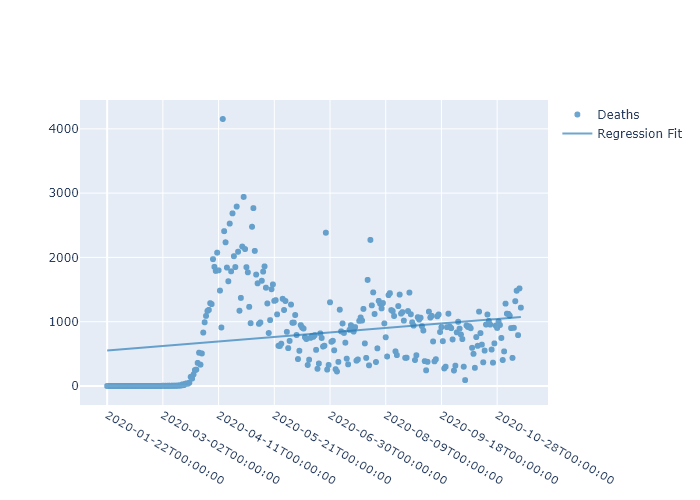 Deaths
Regression Fit
4000
3000
2000
1000
0
2020-01-22T00:00:00
2020-03-02T00:00:00
2020-04-11T00:00:00
2020-05-21T00:00:00
2020-06-30T00:00:00
2020-08-09T00:00:00
2020-09-18T00:00:00
2020-10-28T00:00:00